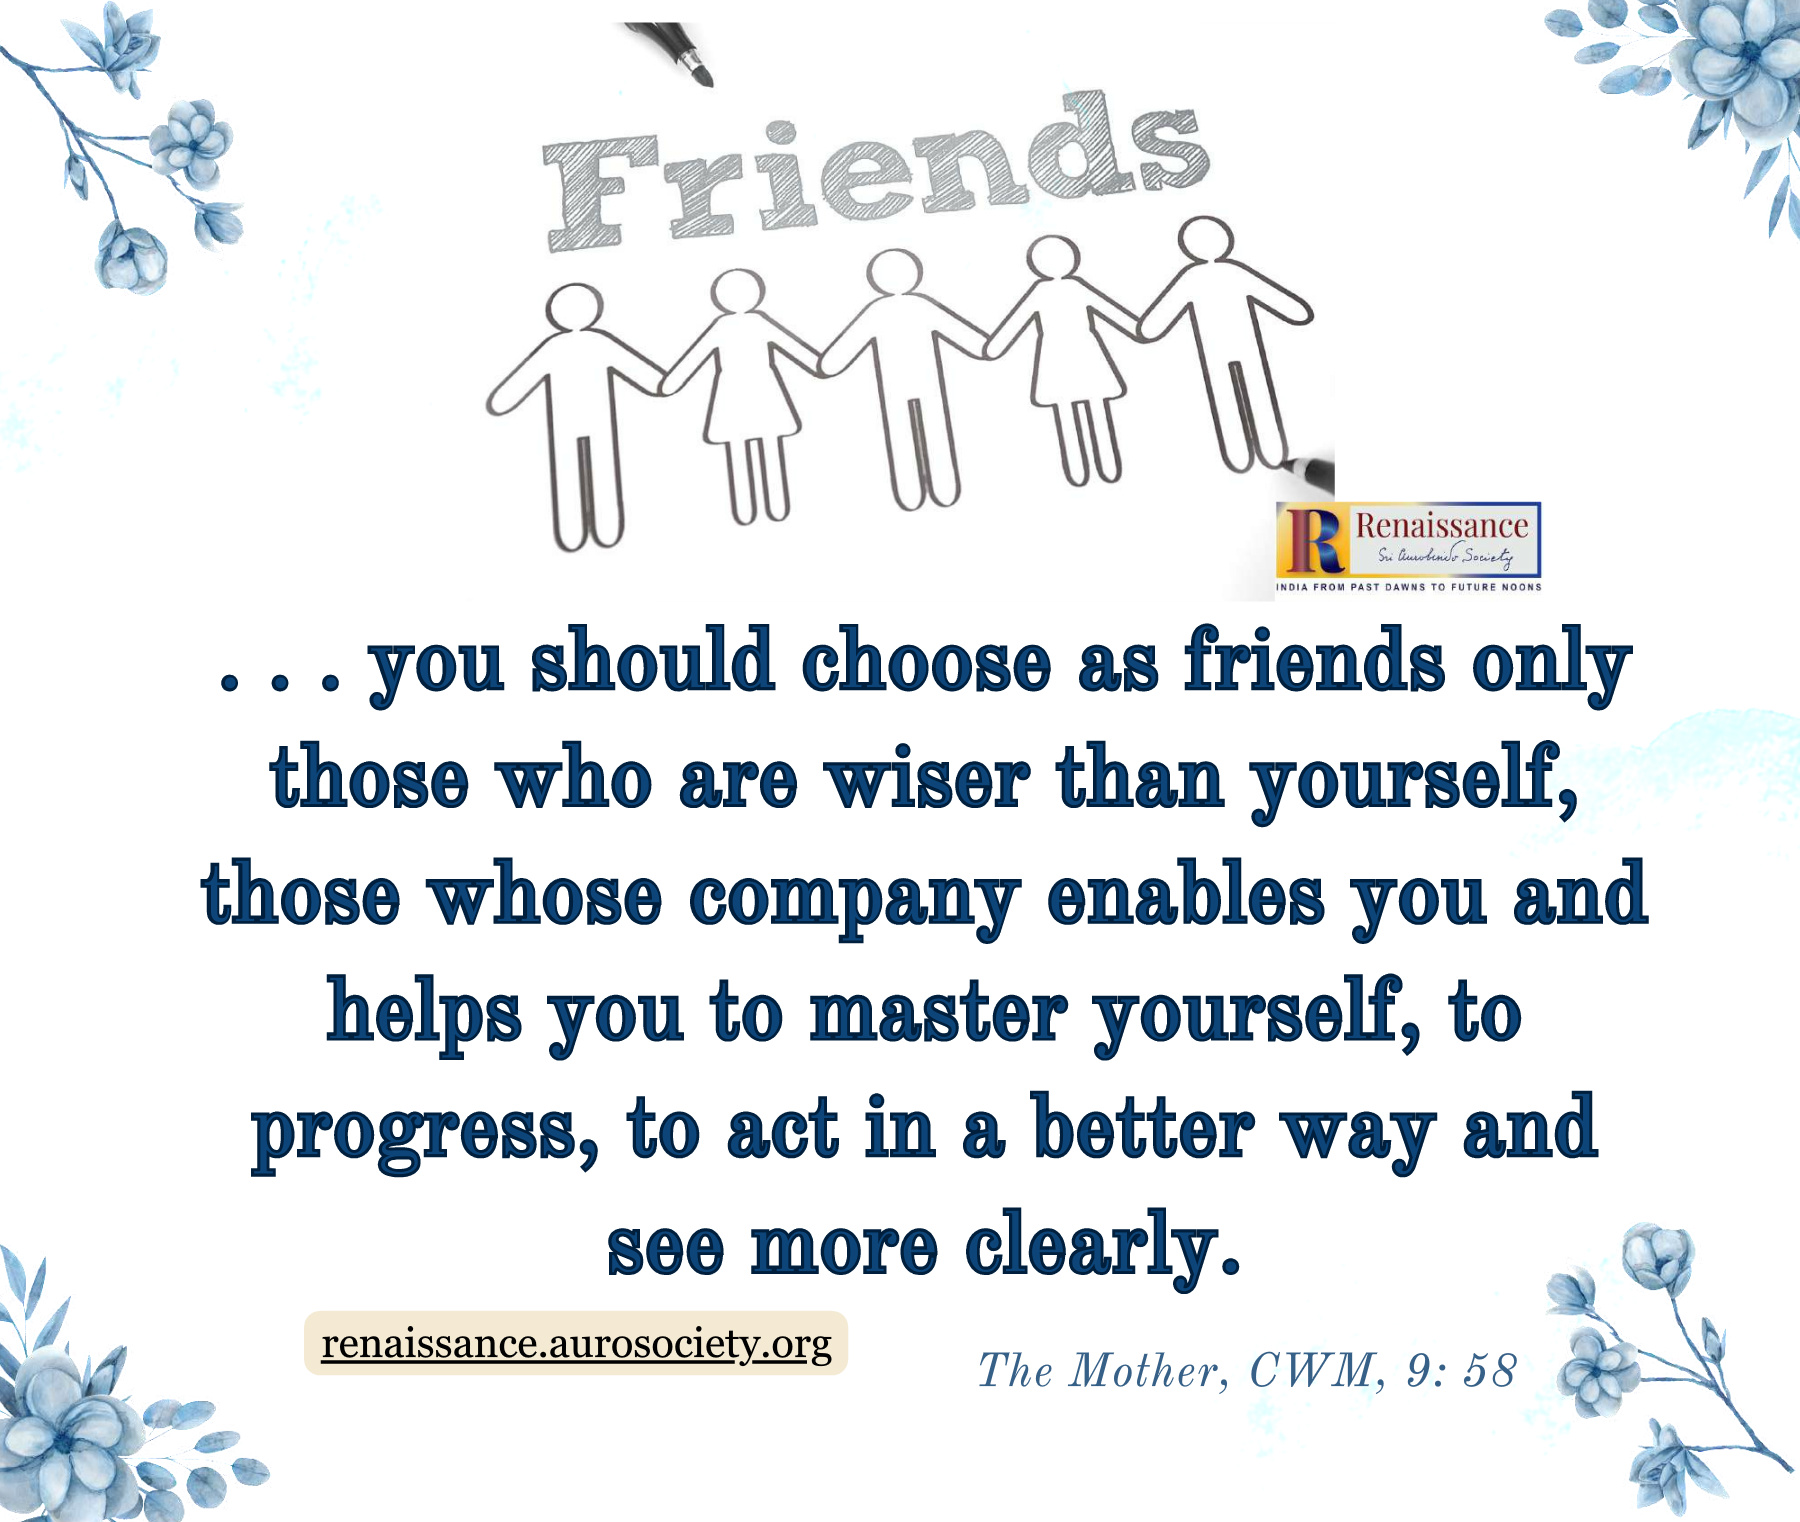 Friends
R Renaissance
Sri Aurobindo Society
INDIA FROM PAST DAWNS TO FUTURE NOONS
. . . you should choose as friends only
those who are wiser than yourself,
those whose company enables you and
helps you to master yourself, to
progress, to act in a better way and
see more clearly.
renaissance.aurosociety.org
The Mother, CWM, 9: 58